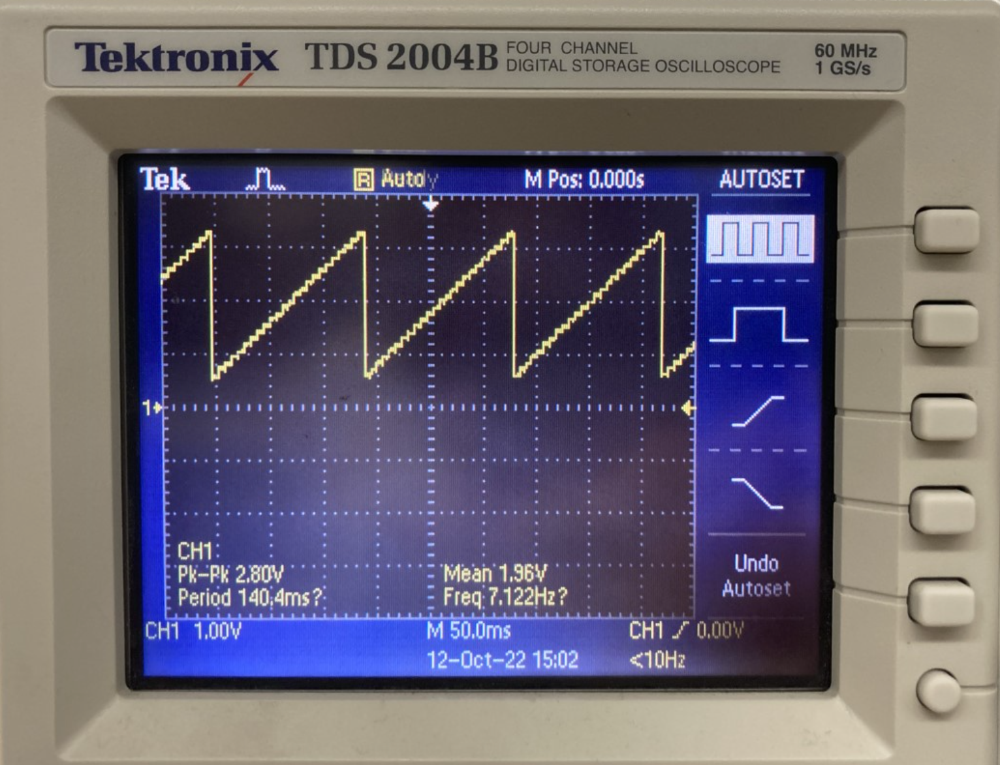 Tektronix TDS 2004B FOUR CHANNEL DIGITAL STORAGE OSCILLOSCOPE 60 MHz 1 GS/s
Tek R Auto M Pos: 0.000s AUTOSET
1
CH1
Pk-Pk 2.80V Mean 1.96V
Period 140.4ms? Freq 7.122Hz?
Undo
Autoset
CH1 1.00V M 50.0ms CH1 0.00V
12-Oct-22 15:02 <10Hz